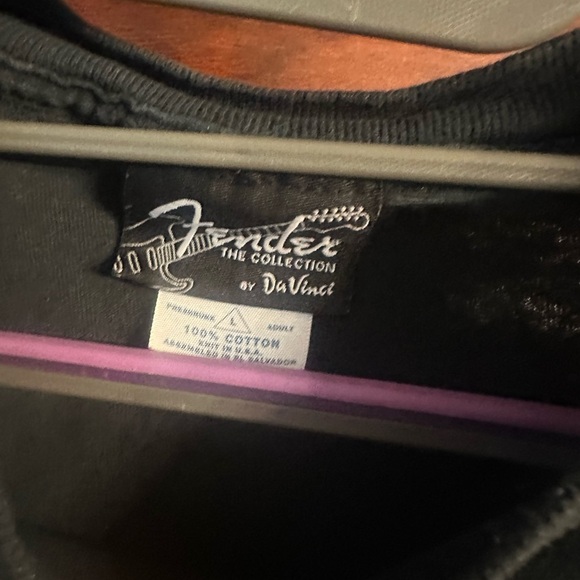 Fender
THE COLLECTION
BY DaVinci
PRESHRUNK L ADULT
100% COTTON
KNIT IN U.S.A.
ASSEMBLED IN EL SALVADOR